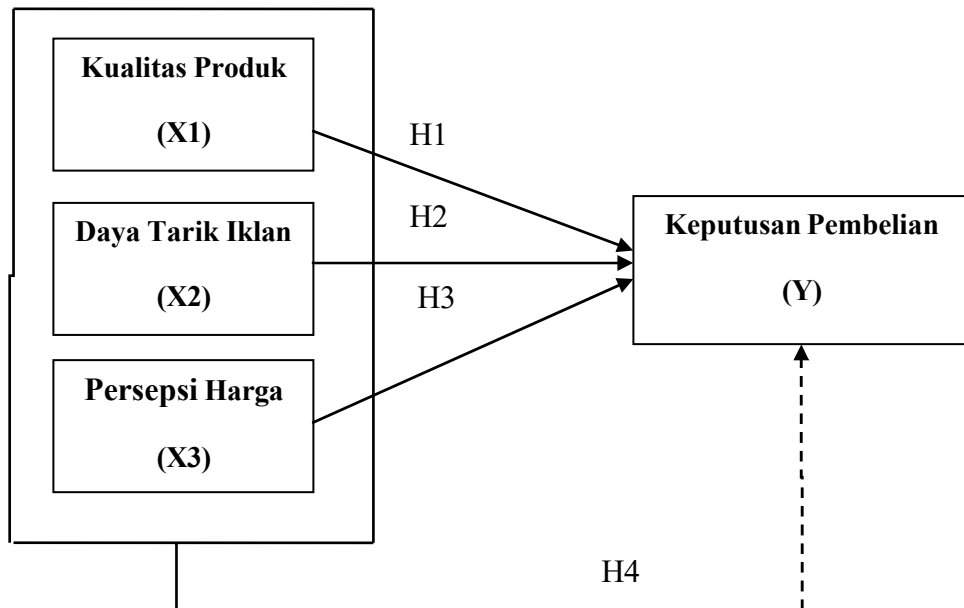 Kualitas Produk
(X1)
H1
H2
Daya Tarik Iklan
(X2)
Keputusan Pembelian
(Y)
H3
Persepsi Harga
(X3)
H4